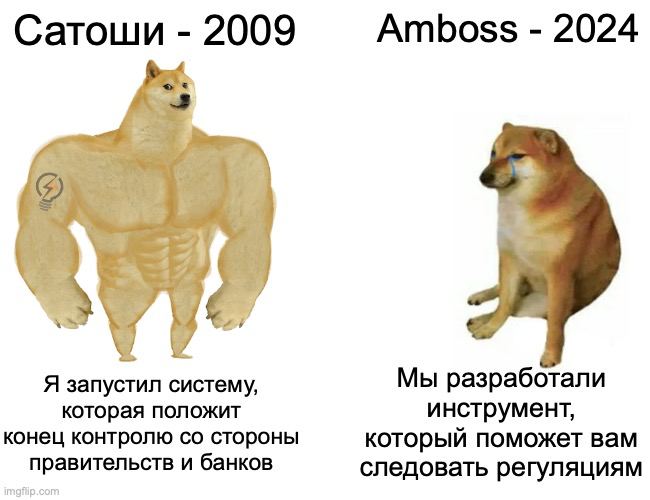 Сатоши - 2009
Amboss - 2024
Я запустил систему,
которая положит
конец контролю со стороны
правительств и банков
Мы разработали
инструмент,
который поможет вам
следовать регуляциям
imgflip.com